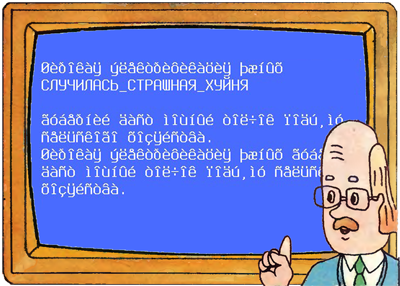 Øèðîêàÿ ýëåêòðèôèêàöèÿ þæíûõ
СЛУЧИЛАСЬ_СТРАШНАЯ_ХУЙНЯ
ãóáåðíèé äàñò ìîùíûé òîë÷îê ïîäú,ìó
ñåëüñêîãî õîçÿéñòâà.
Øèðîêàÿ ýëåêòðèôèêàöèÿ þæíûõ ãóáå
äàñò ìîùíûé òîë÷îê ïîäú,ìó
õîçÿéñòâà.